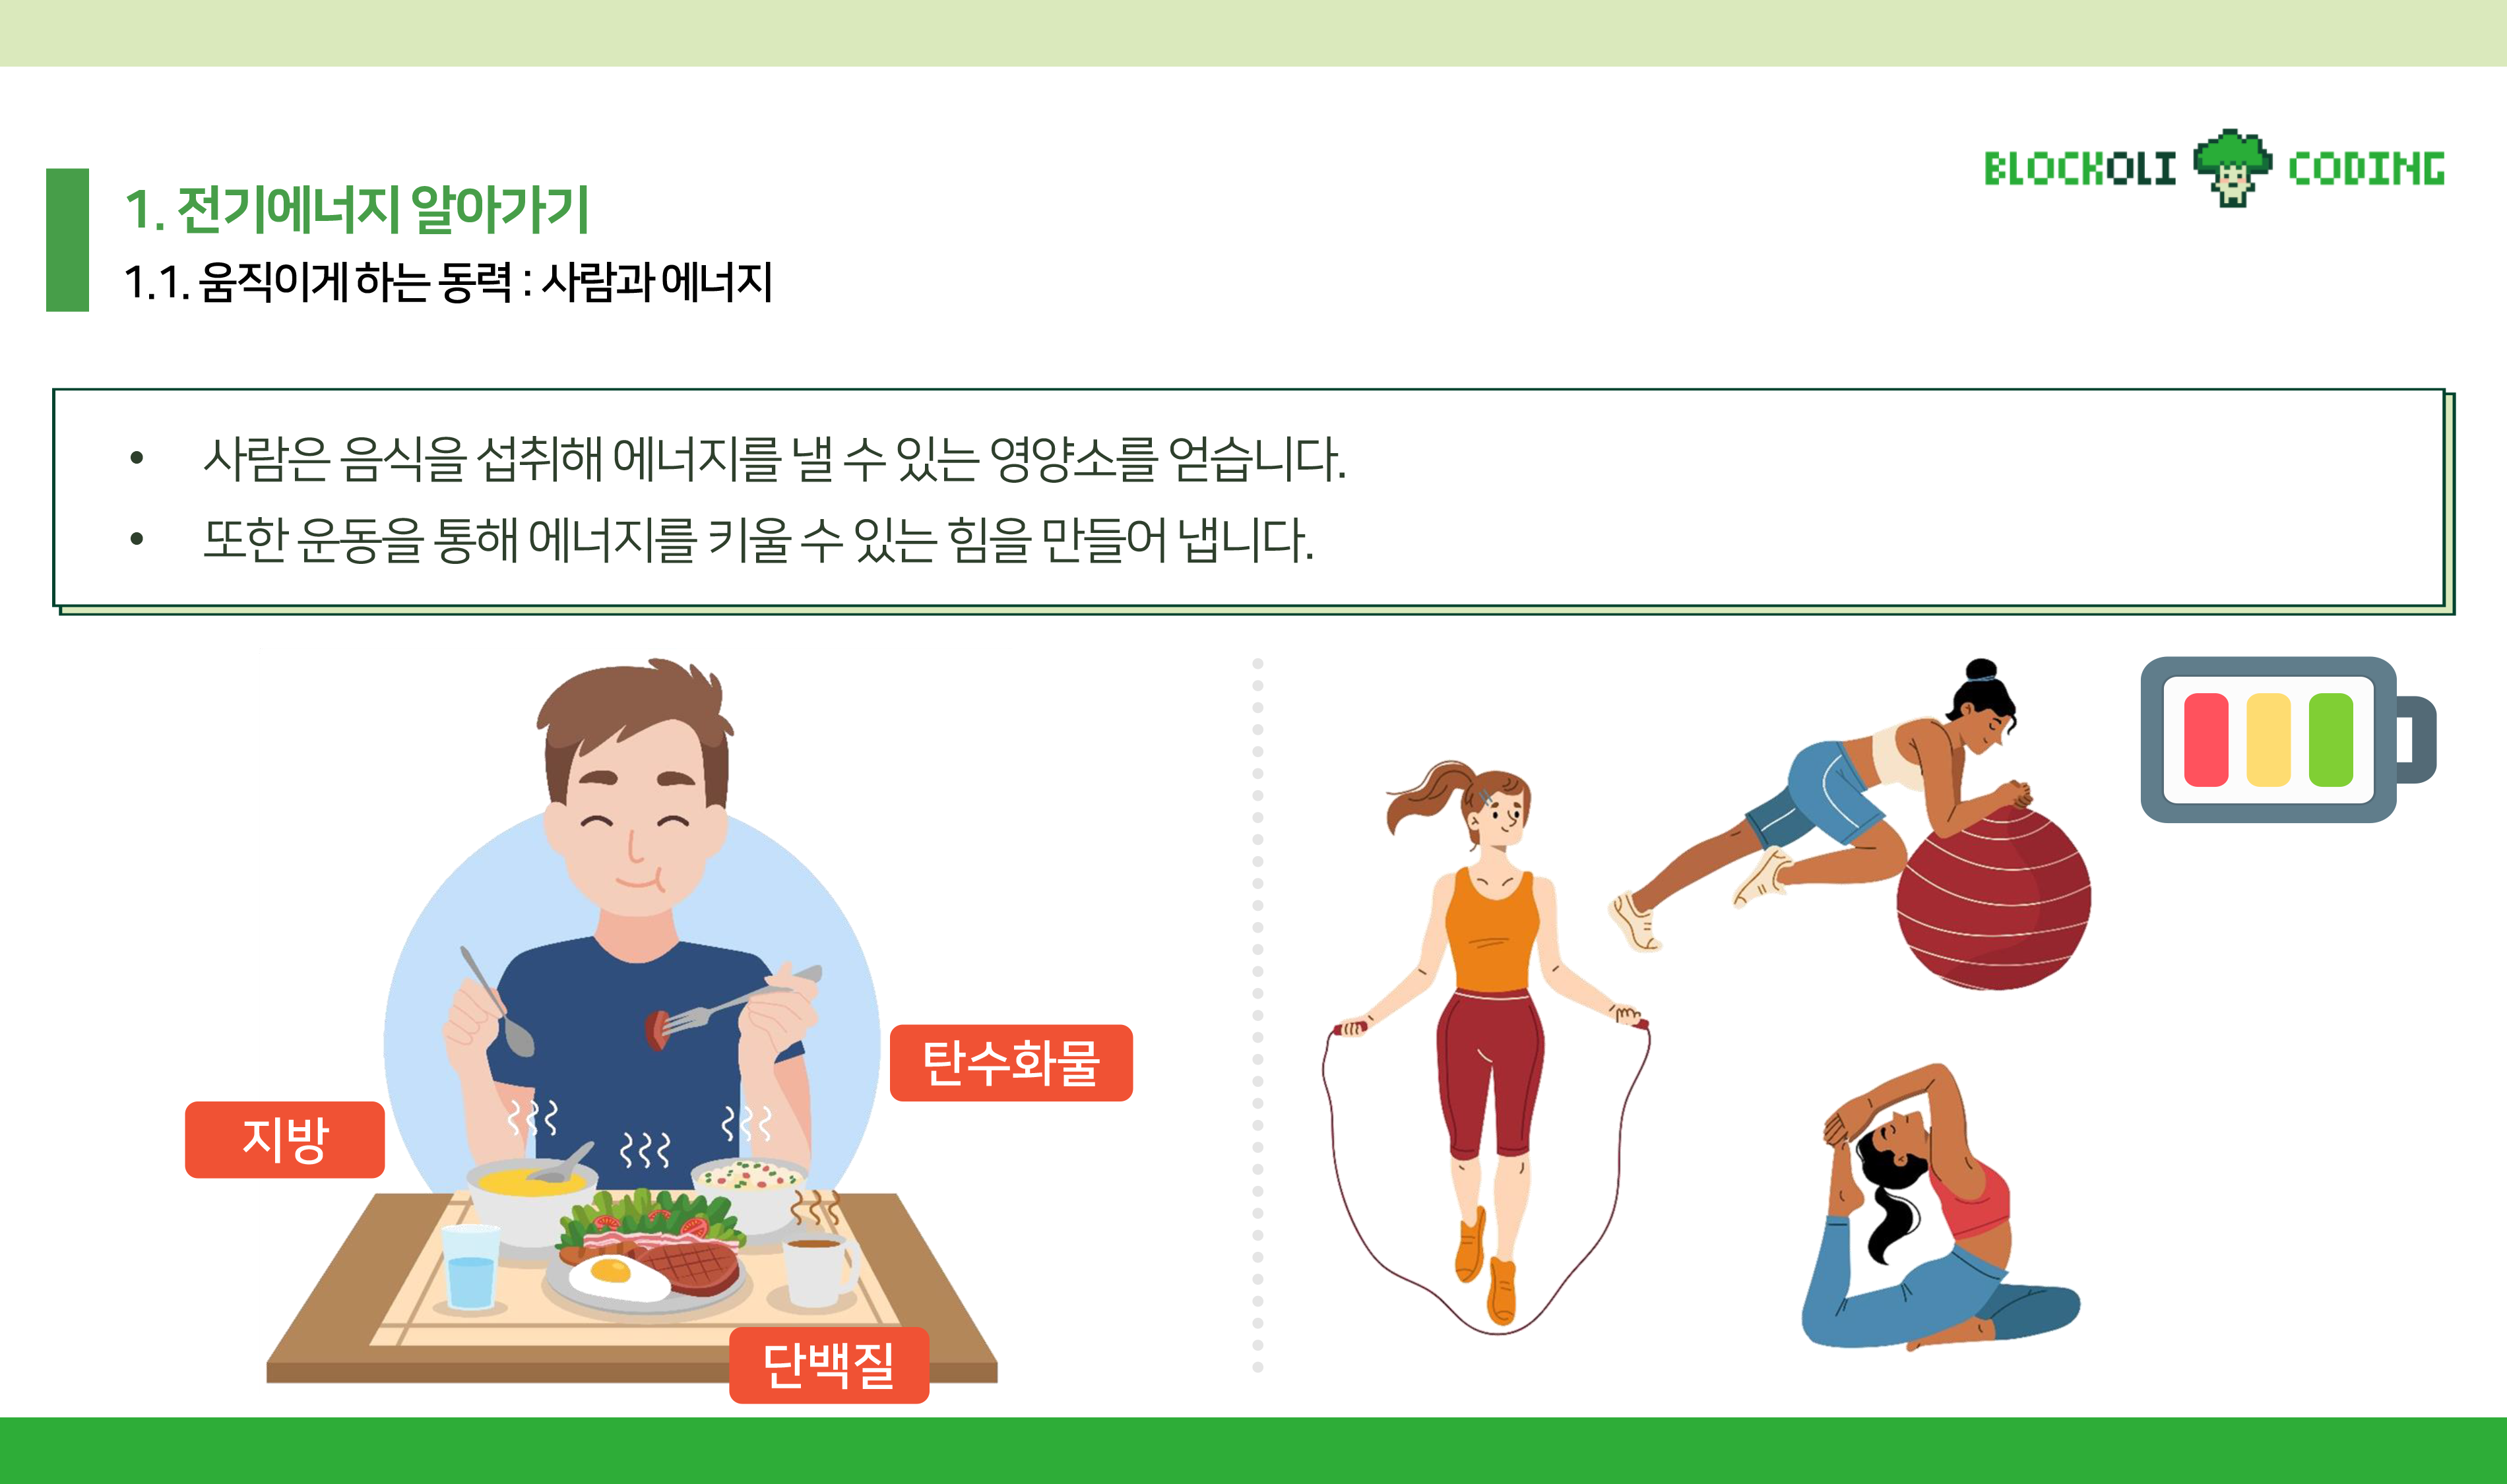 BLOCKOLI CODING
1. 전기에너지 알아가기
1.1. 움직이게 하는 동력 : 사람과 에너지
• 사람은 음식을 섭취해 에너지를 낼 수 있는 영양소를 얻습니다.
• 또한 운동을 통해 에너지를 키울 수 있는 힘을 만들어 냅니다.
탄수화물
지방
단백질